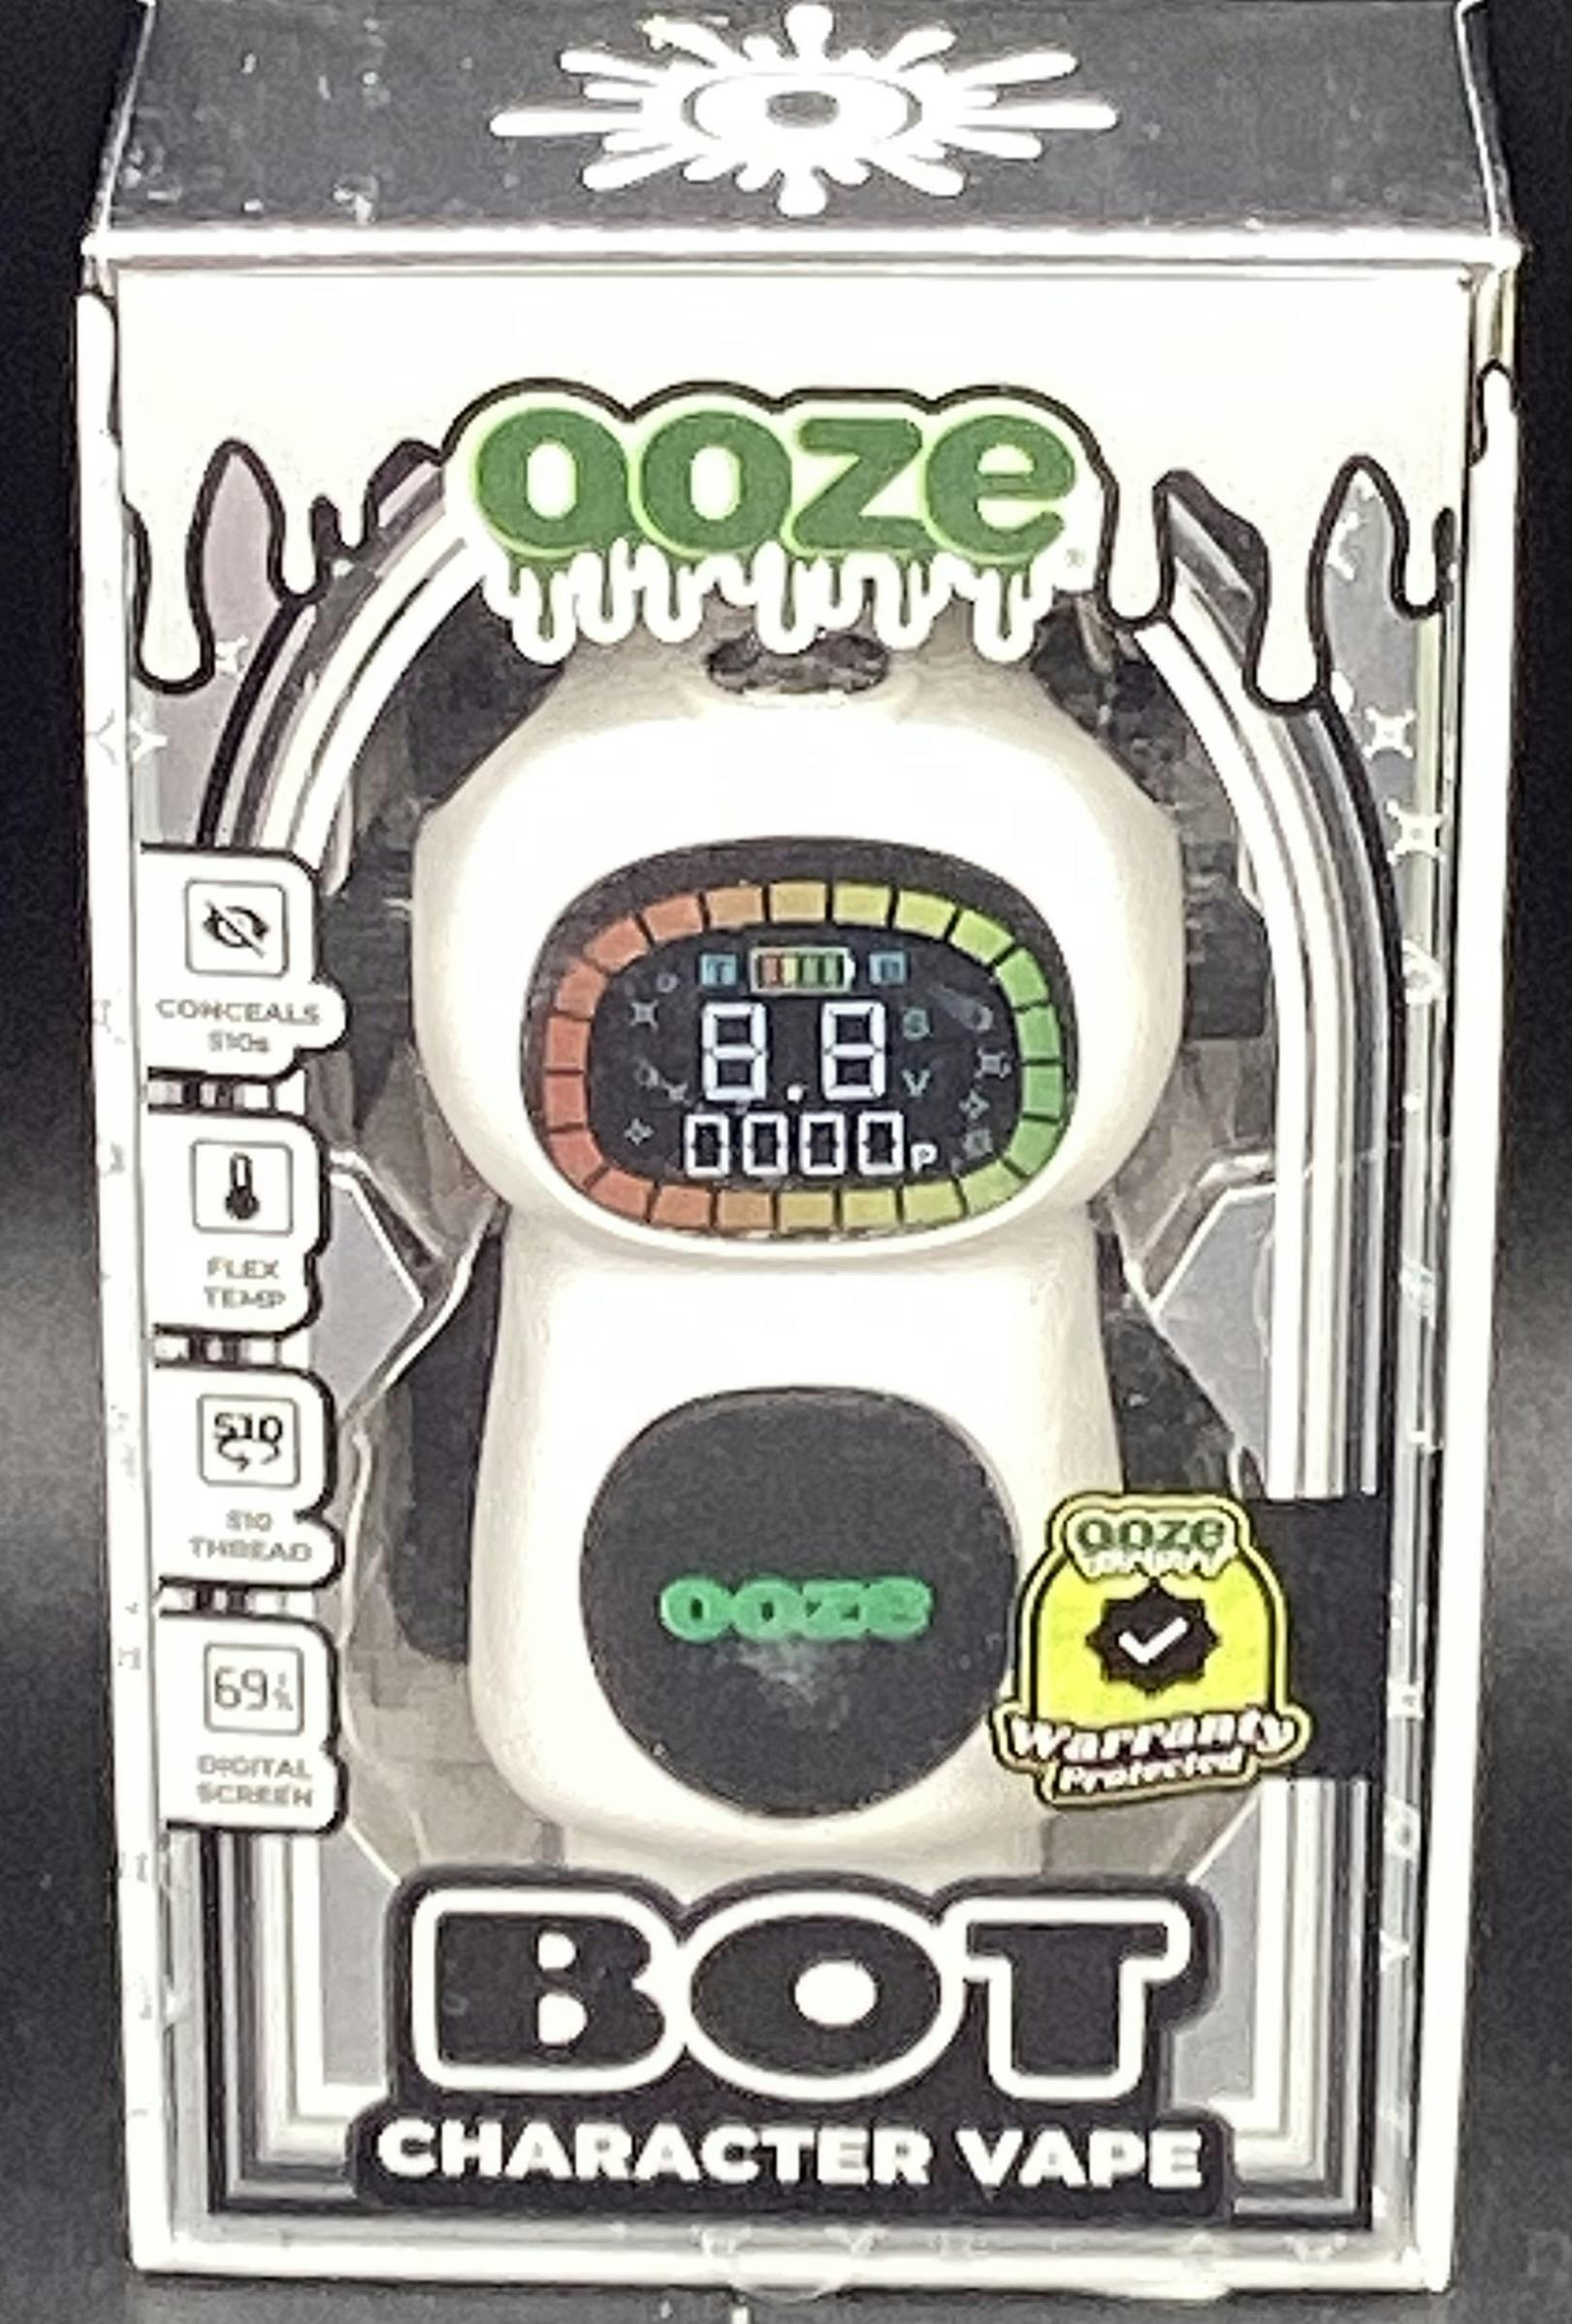 ooze
®
CONCEALS
510s
FLEX
TEMP
510
510
THREAD
69
DIGITAL
SCREEN
8.8
S
V
0000P
OOZE
ooze
Warranty
Protected
BOT
CHARACTER VAPE